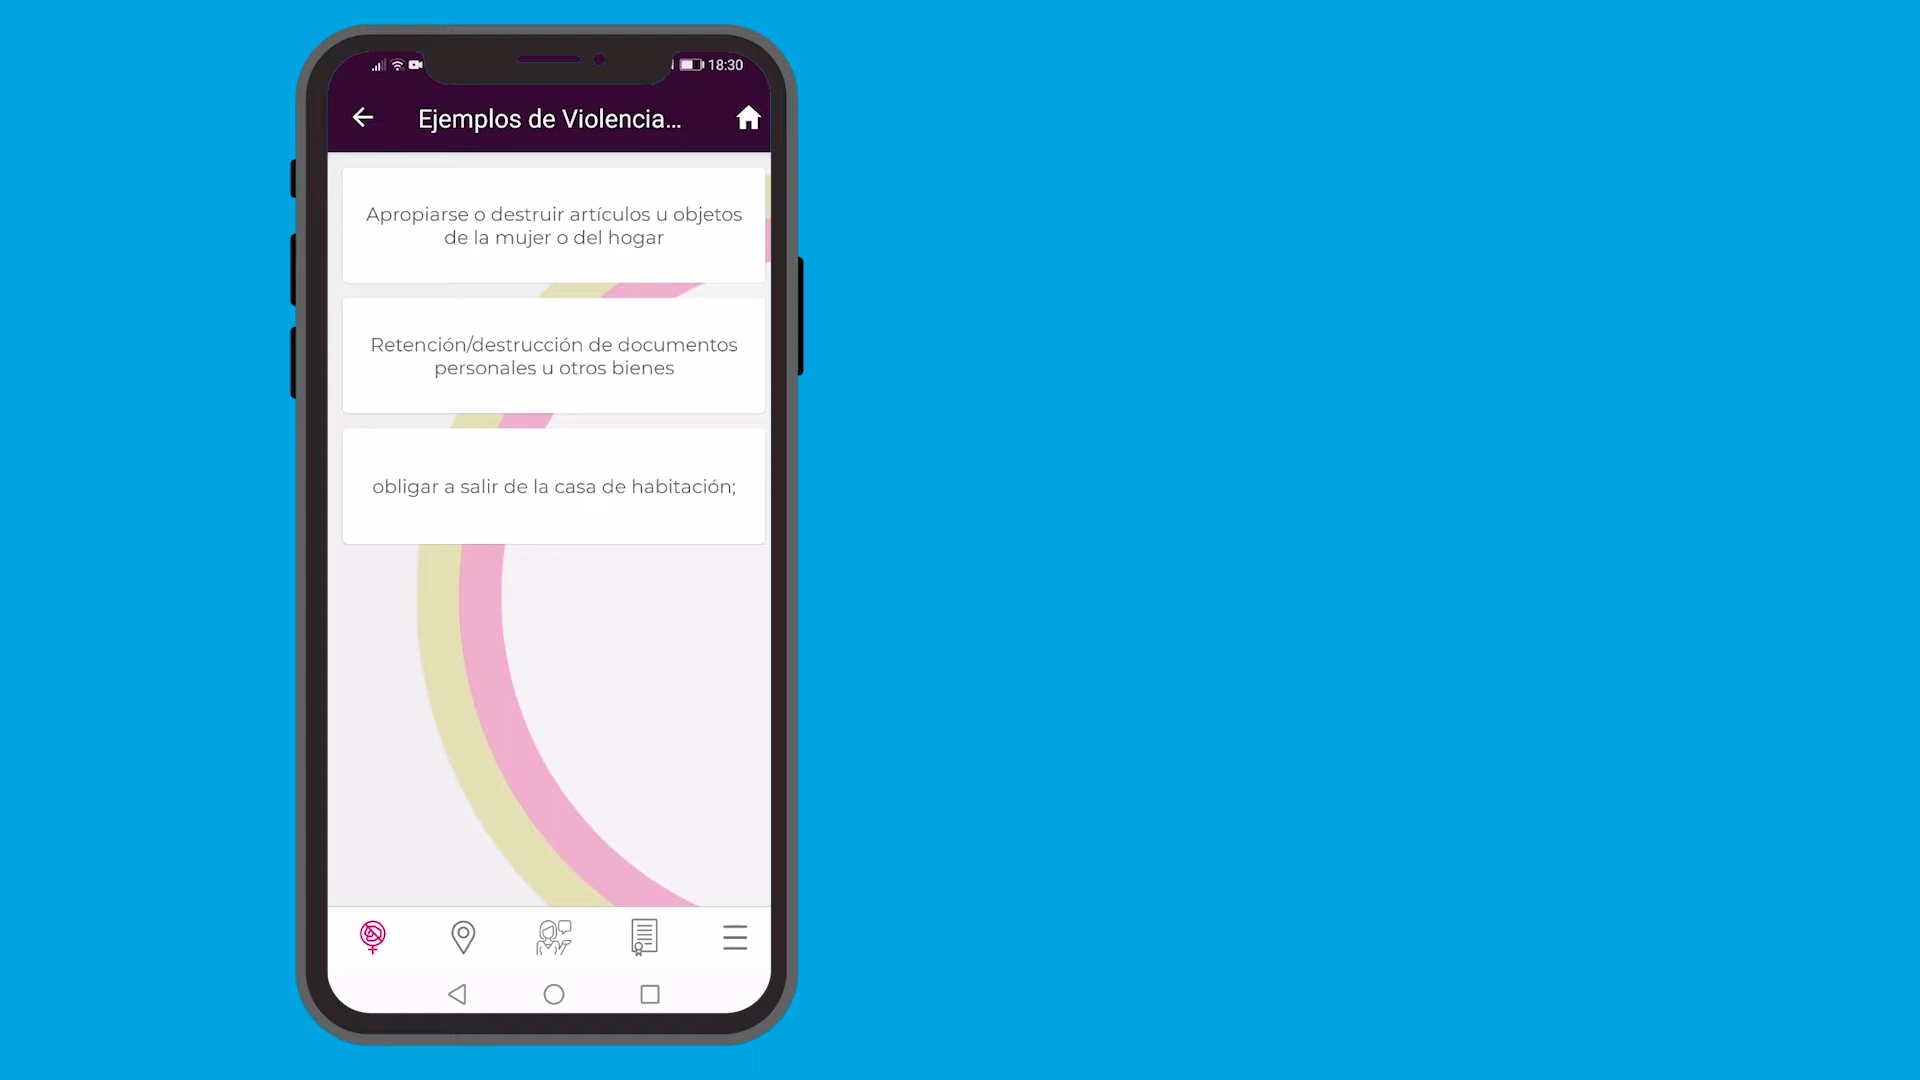 18:30
Ejemplos de Violencia...
Apropiarse o destruir artículos u objetos
de la mujer o del hogar
Retención/destrucción de documentos
personales u otros bienes
obligar a salir de la casa de habitación;